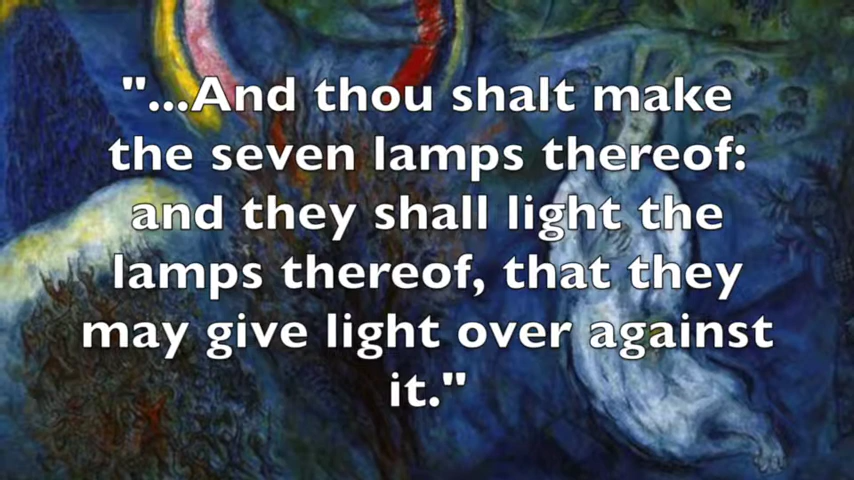 "...And thou shalt make
the seven lamps thereof:
and they shall light the
lamps thereof, that they
may give light over against
it."